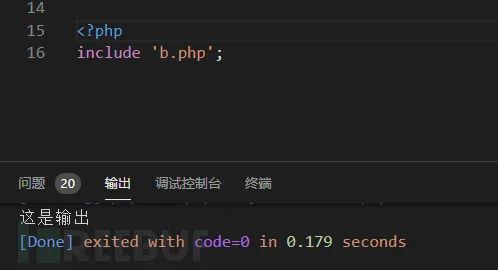 14
15 <?php
16 include 'b.php';
问题 20 输出 调试控制台 终端
这是输出
[Done] exited with code=0 in 0.179 seconds
REEBUF